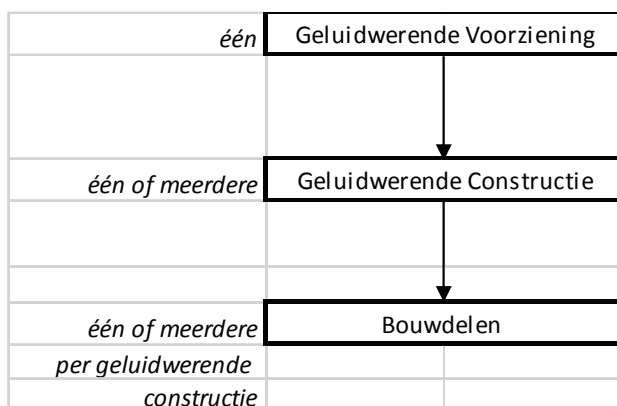 één Geluidwerende Voorziening
één of meerdere Geluidwerende Constructie
één of meerdere Bouwdelen
per geluidwerende
constructie